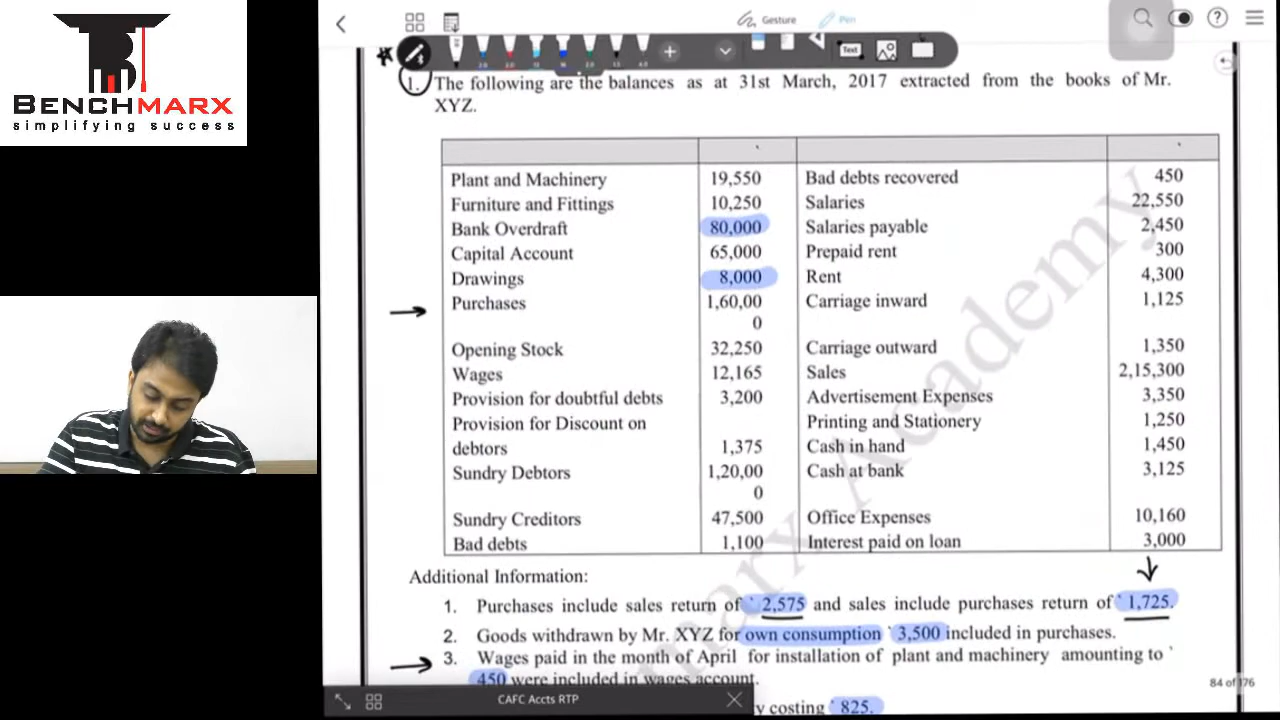 Gesture
Pen
Text
BENCHMARX
simplifying success
1. The following are the balances as at 31st March, 2017 extracted from the books of Mr.
XYZ.
Plant and Machinery 19,550 Bad debts recovered 450
Furniture and Fittings 10,250 Salaries 22,550
Bank Overdraft 80,000 Salaries payable 2,450
Capital Account 65,000 Prepaid rent 300
Drawings 8,000 Rent 4,300
Purchases 1,60,00 Carriage inward 1,125
0
Opening Stock 32,250 Carriage outward 1,350
Wages 12,165 Sales 2,15,300
Provision for doubtful debts 3,200 Advertisement Expenses 3,350
Provision for Discount on Printing and Stationery 1,250
debtors 1,375 Cash in hand 1,450
Sundry Debtors 1,20,00 Cash at bank 3,125
0
Sundry Creditors 47,500 Office Expenses 10,160
Bad debts 1,100 Interest paid on loan 3,000
Additional Information:
1. Purchases include sales return of ` 2,575 and sales include purchases return of ` 1,725.
2. Goods withdrawn by Mr. XYZ for own consumption ` 3,500 included in purchases.
3. Wages paid in the month of April for installation of plant and machinery amounting to `
450 were included in wages account.
y costing ` 825.
84 of 176
CAFC Accts RTP
marx Academy